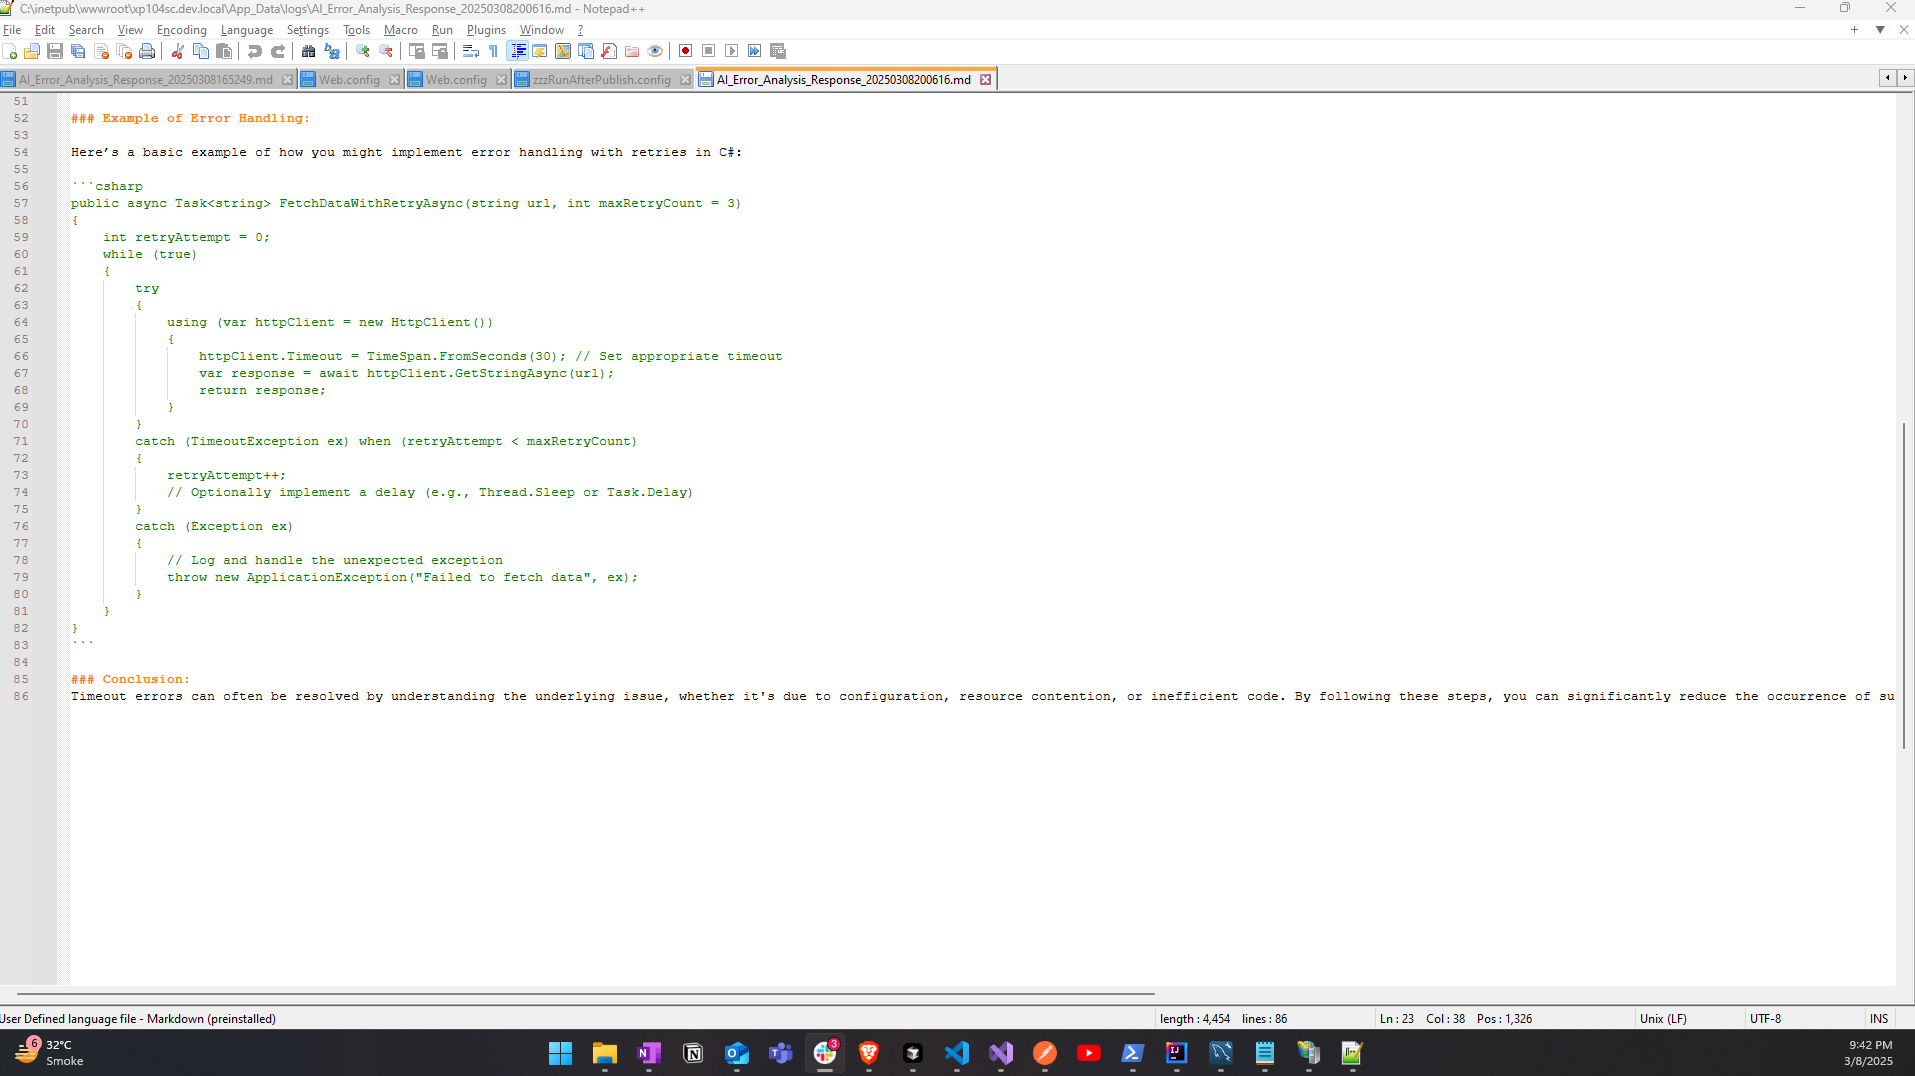 C:\inetpub\wwwroot\xp104sc.dev.local\App_Data\logs\AI_Error_Analysis_Response_20250308200616.md - Notepad++
File Edit Search View Encoding Language Settings Tools Macro Run Plugins Window ?
AI_Error_Analysis_Response_20250308165249.md Web.config Web.config zzzRunAfterPublish.config AI_Error_Analysis_Response_20250308200616.md
51
52 ### Example of Error Handling:
53
54 Here’s a basic example of how you might implement error handling with retries in C#:
55
56 ```csharp
57 public async Task<string> FetchDataWithRetryAsync(string url, int maxRetryCount = 3)
58 {
59     int retryAttempt = 0;
60     while (true)
61     {
62         try
63         {
64             using (var httpClient = new HttpClient())
65             {
66                 httpClient.Timeout = TimeSpan.FromSeconds(30); // Set appropriate timeout
67                 var response = await httpClient.GetStringAsync(url);
68                 return response;
69             }
70         }
71         catch (TimeoutException ex) when (retryAttempt < maxRetryCount)
72         {
73             retryAttempt++;
74             // Optionally implement a delay (e.g., Thread.Sleep or Task.Delay)
75         }
76         catch (Exception ex)
77         {
78             // Log and handle the unexpected exception
79             throw new ApplicationException("Failed to fetch data", ex);
80         }
81     }
82 }
83 ```
84
85 ### Conclusion:
86 Timeout errors can often be resolved by understanding the underlying issue, whether it's due to configuration, resource contention, or inefficient code. By following these steps, you can significantly reduce the occurrence of su
User Defined language file - Markdown (preinstalled) length : 4,454 lines : 86 Ln : 23 Col : 38 Pos : 1,326 Unix (LF) UTF-8 INS
6 32°C
Smoke
3
9:42 PM
3/8/2025